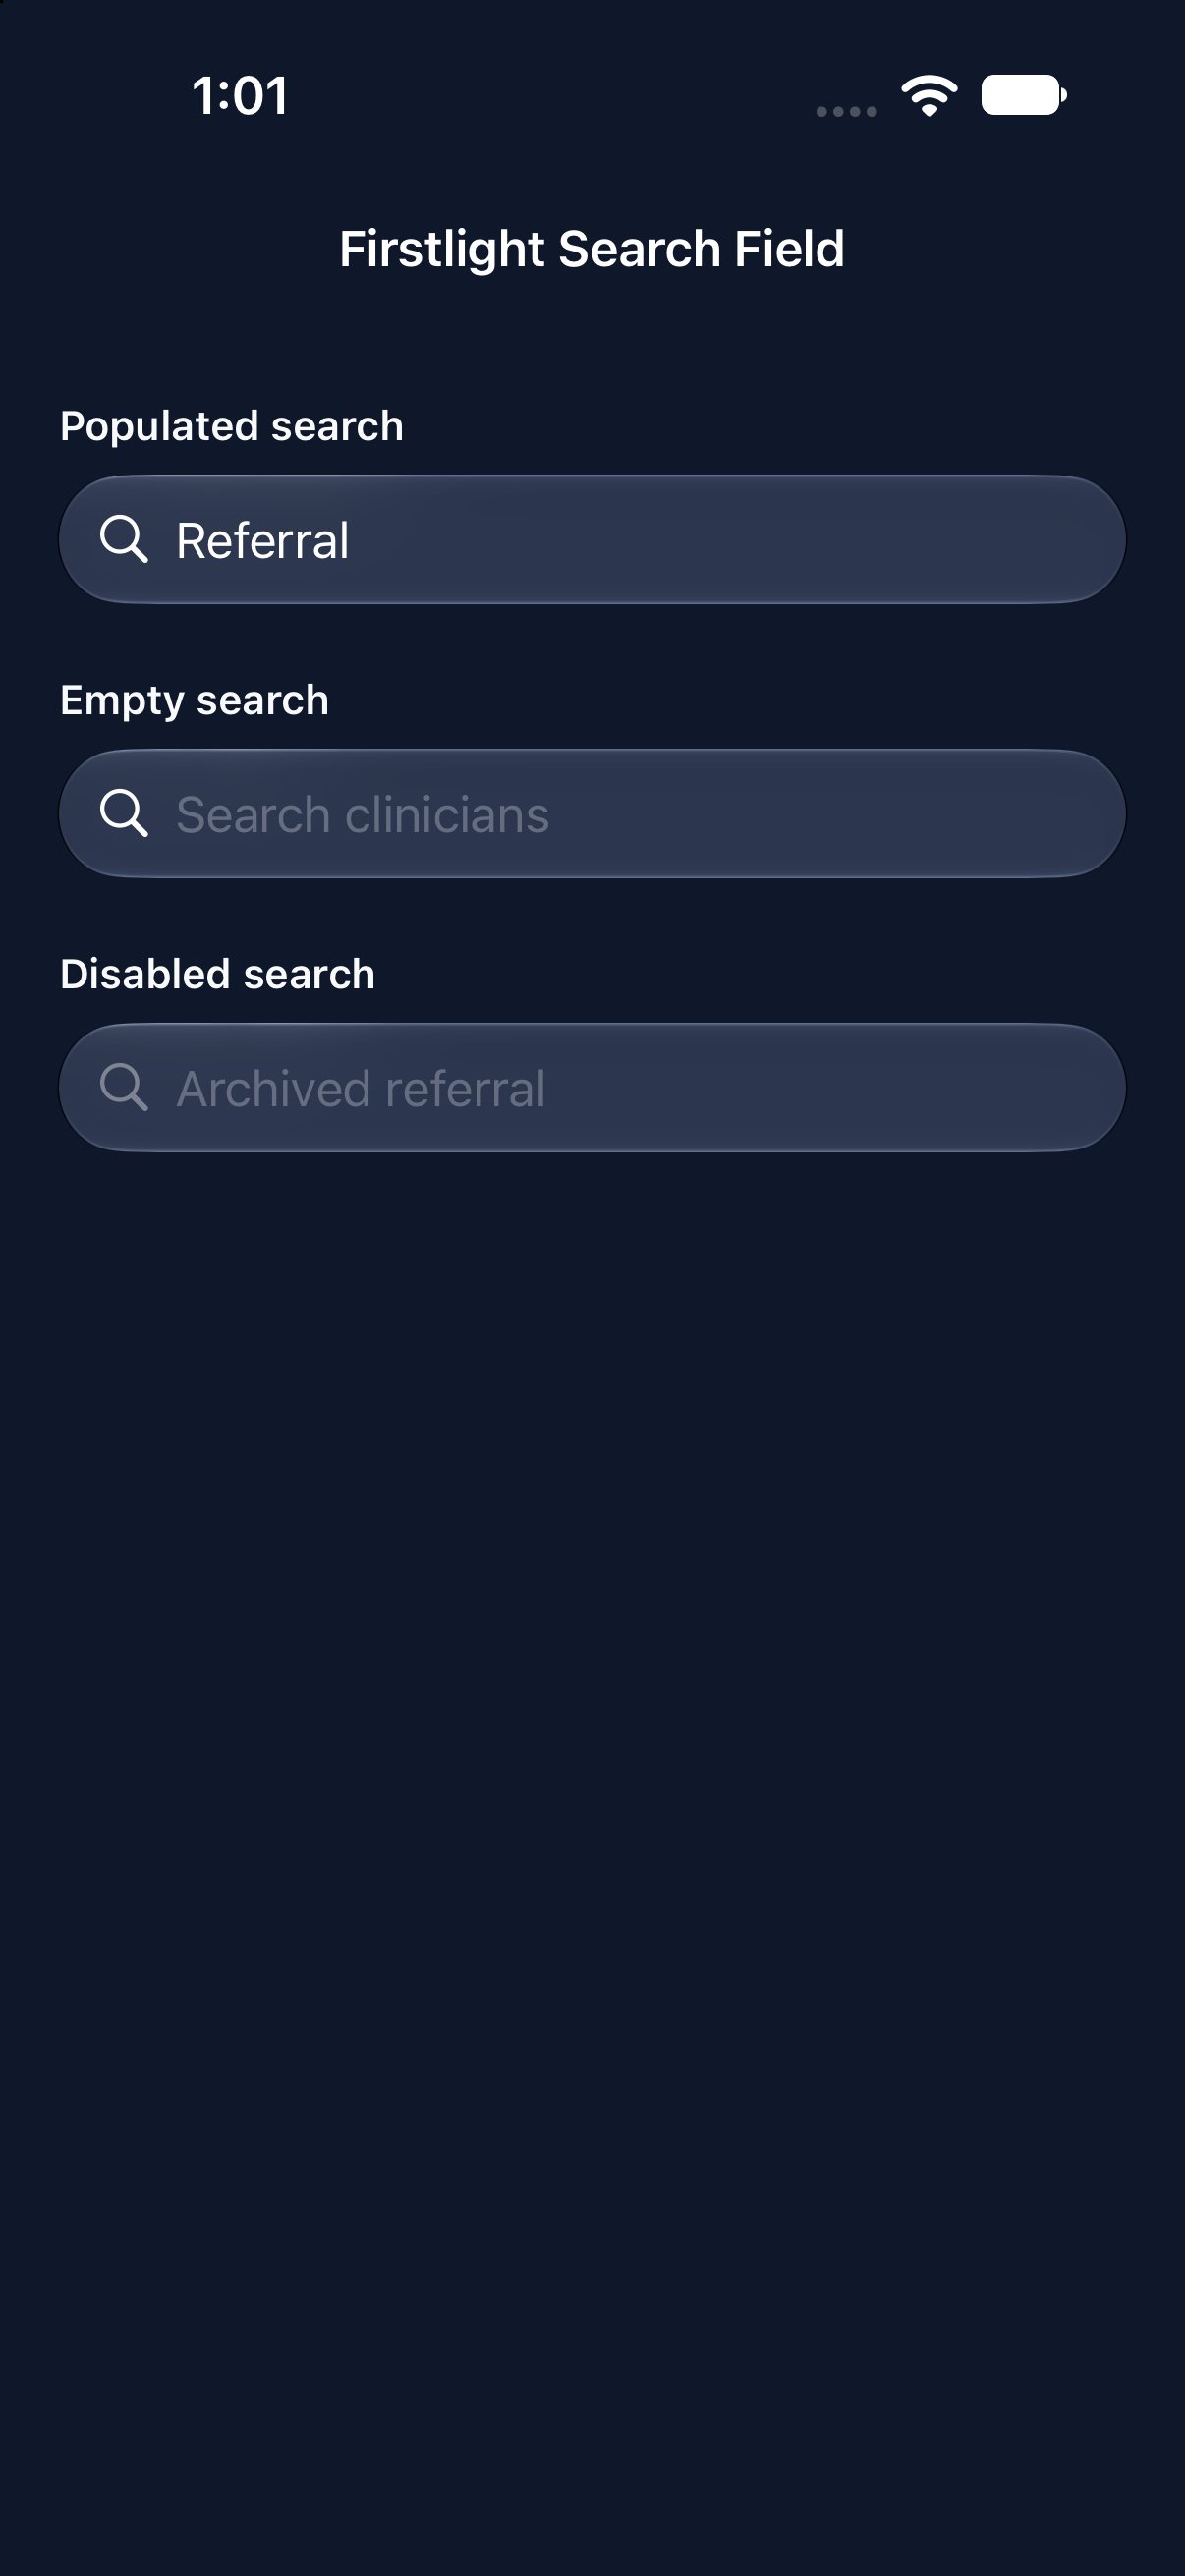 1:01
Firstlight Search Field
Populated search
Referral
Empty search
Search clinicians
Disabled search
Archived referral